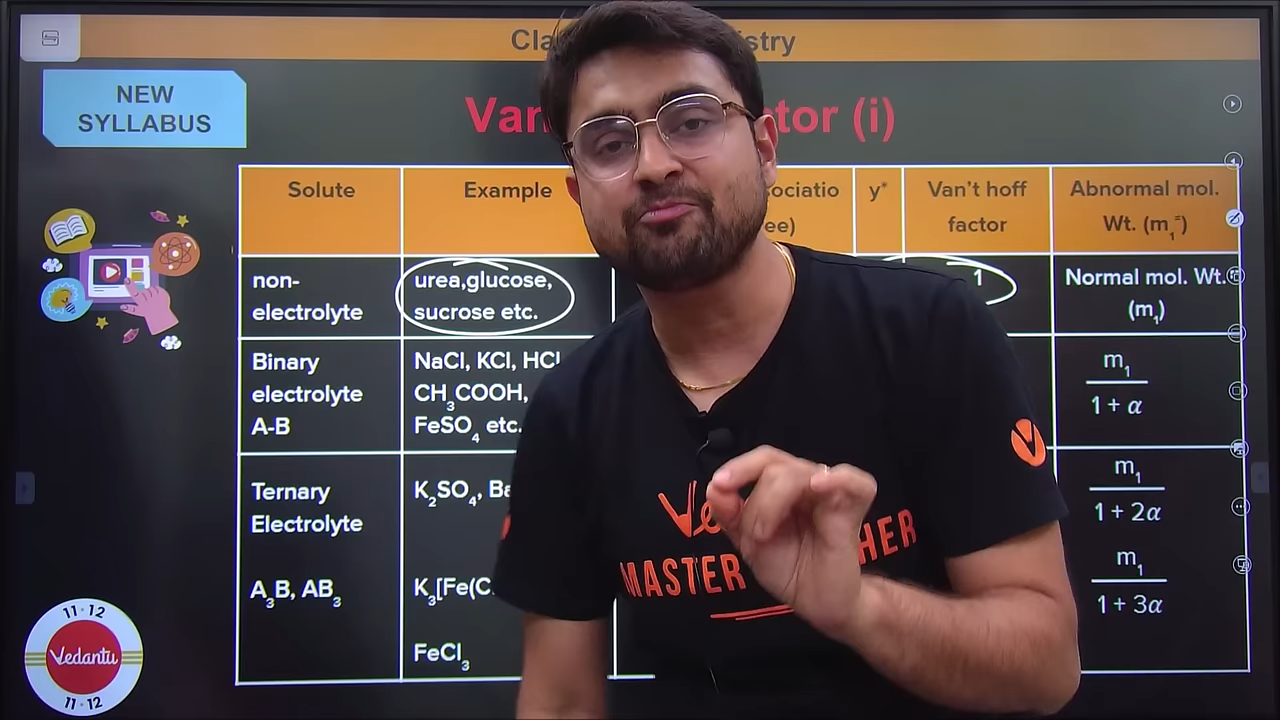 Cla stry
NEW
SYLLABUS
Van tor (i)
Solute Example ociatio y* Van't hoff Abnormal mol.
ee) factor Wt. (m₁⁼)
non- urea,glucose, 1 Normal mol. Wt.
electrolyte sucrose etc. (m₁)
Binary NaCl, KCl, HCl m₁
electrolyte CH₃COOH, 1 + α
A-B FeSO₄ etc.
Ternary K₂SO₄, Ba m₁
Electrolyte 1 + 2α
A₃B, AB₃ K₃[Fe(C m₁
1 + 3α
FeCl₃
Ve
MASTER HER
11-12
Vedantu
11-12